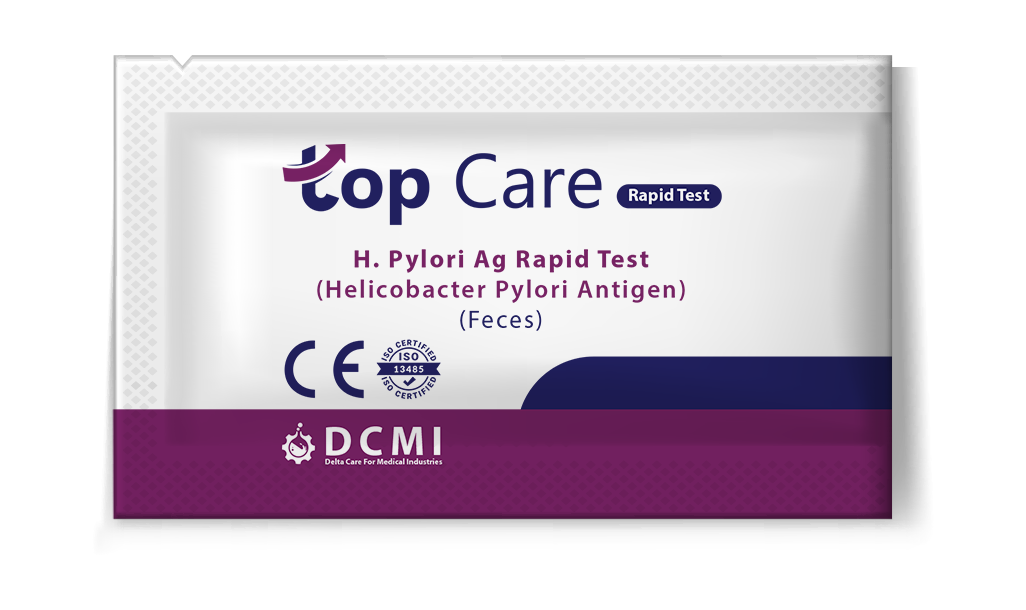 top Care Rapid Test
H. Pylori Ag Rapid Test
(Helicobacter Pylori Antigen)
(Feces)
CE
ISO CERTIFIED
ISO
13485
ISO CERTIFIED
DCMI
Delta Care For Medical Industries